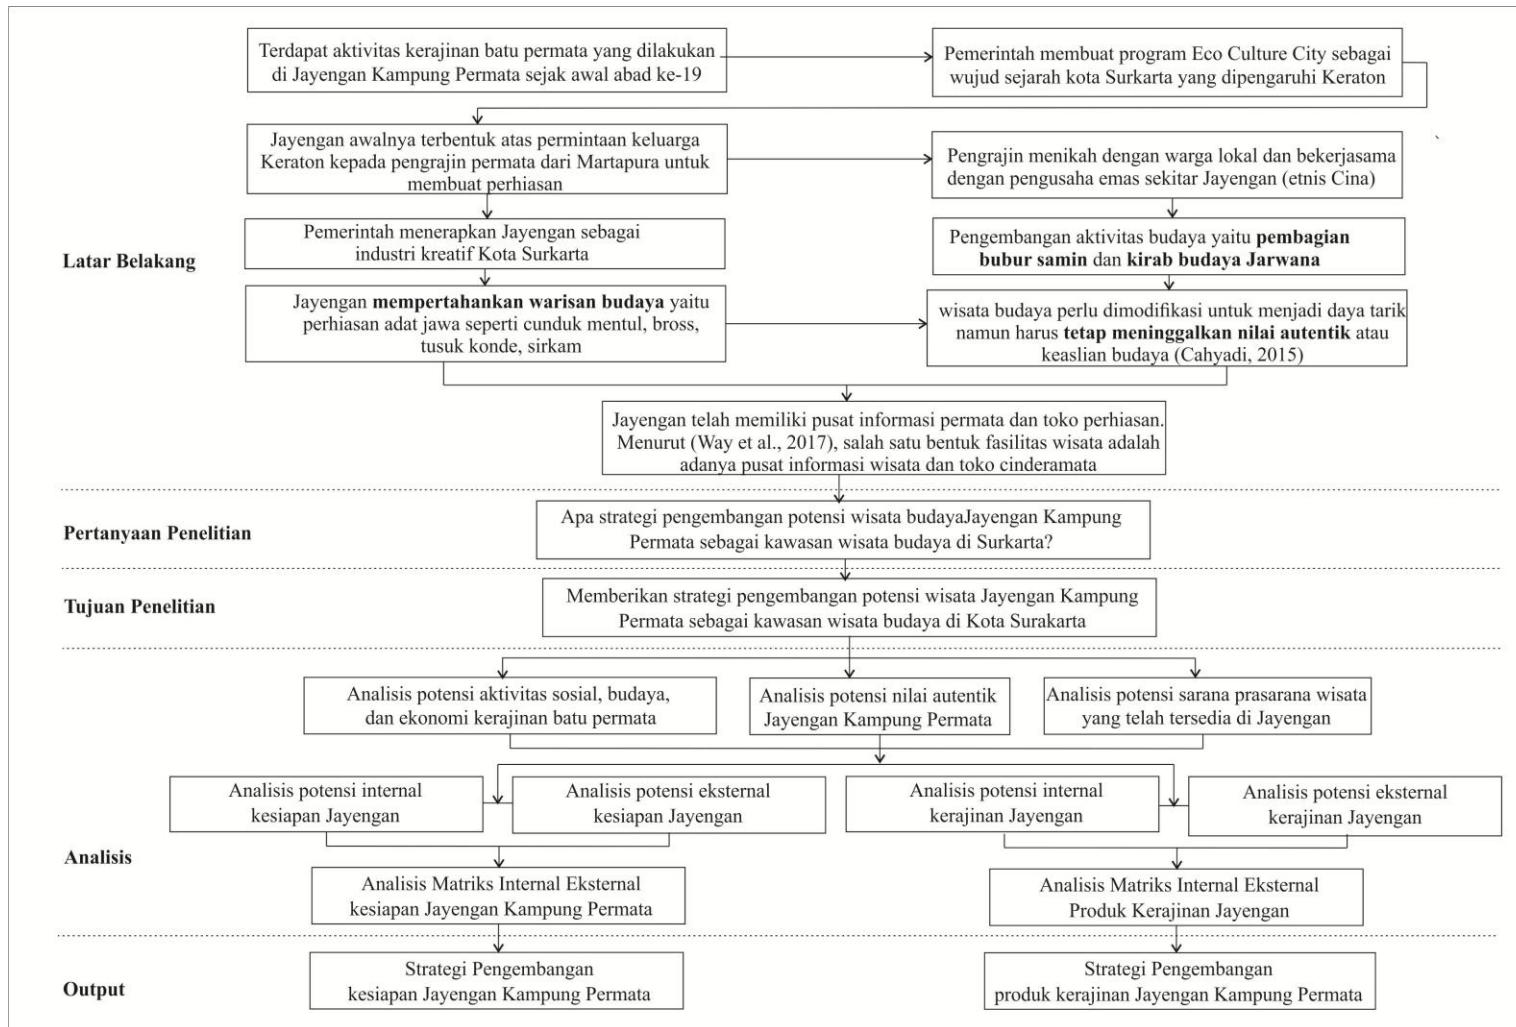 Terdapat aktivitas kerajinan batu permata yang dilakukan
di Jayengan Kampung Permata sejak awal abad ke-19
Pemerintah membuat program Eco Culture City sebagai
wujud sejarah kota Surkarta yang dipengaruhi Keraton
Jayengan awalnya terbentuk atas permintaan keluarga
Keraton kepada pengrajin permata dari Martapura untuk
membuat perhiasan
Pengrajin menikah dengan warga lokal dan bekerjasama
dengan pengusaha emas sekitar Jayengan (etnis Cina)
Latar Belakang
Pemerintah menerapkan Jayengan sebagai
industri kreatif Kota Surkarta
Pengembangan aktivitas budaya yaitu pembagian
bubur samin dan kirab budaya Jarwana
Jayengan mempertahankan warisan budaya yaitu
perhiasan adat jawa seperti cunduk mentul, bross,
tusuk konde, sirkam
wisata budaya perlu dimodifikasi untuk menjadi daya tarik
namun harus tetap meninggalkan nilai autentik atau
keaslian budaya (Cahyadi, 2015)
Jayengan telah memiliki pusat informasi permata dan toko perhiasan.
Menurut (Way et al., 2017), salah satu bentuk fasilitas wisata adalah
adanya pusat informasi wisata dan toko cinderamata
Pertanyaan Penelitian
Apa strategi pengembangan potensi wisata budayaJayengan Kampung
Permata sebagai kawasan wisata budaya di Surkarta?
Tujuan Penelitian
Memberikan strategi pengembangan potensi wisata Jayengan Kampung
Permata sebagai kawasan wisata budaya di Kota Surakarta
Analisis potensi aktivitas sosial, budaya,
dan ekonomi kerajinan batu permata
Analisis potensi nilai autentik
Jayengan Kampung Permata
Analisis potensi sarana prasarana wisata
yang telah tersedia di Jayengan
Analisis potensi internal
kesiapan Jayengan
Analisis potensi eksternal
kesiapan Jayengan
Analisis potensi internal
kerajinan Jayengan
Analisis potensi eksternal
kerajinan Jayengan
Analisis
Analisis Matriks Internal Eksternal
kesiapan Jayengan Kampung Permata
Analisis Matriks Internal Eksternal
Produk Kerajinan Jayengan
Output
Strategi Pengembangan
kesiapan Jayengan Kampung Permata
Strategi Pengembangan
produk kerajinan Jayengan Kampung Permata